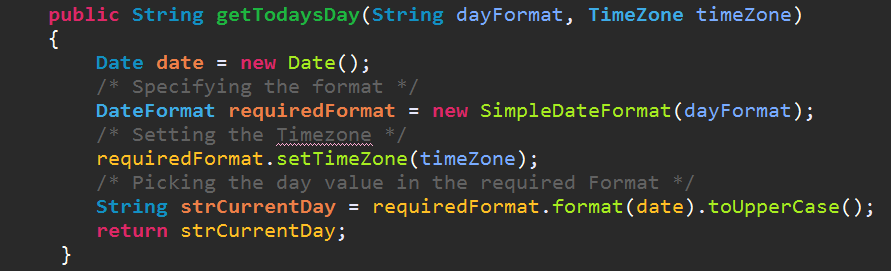 public String getTodaysDay(String dayFormat, TimeZone timeZone)
{
Date date = new Date();
/* Specifying the format */
DateFormat requiredFormat = new SimpleDateFormat(dayFormat);
/* Setting the Timezone */
requiredFormat.setTimeZone(timeZone);
/* Picking the day value in the required Format */
String strCurrentDay = requiredFormat.format(date).toUpperCase();
return strCurrentDay;
}